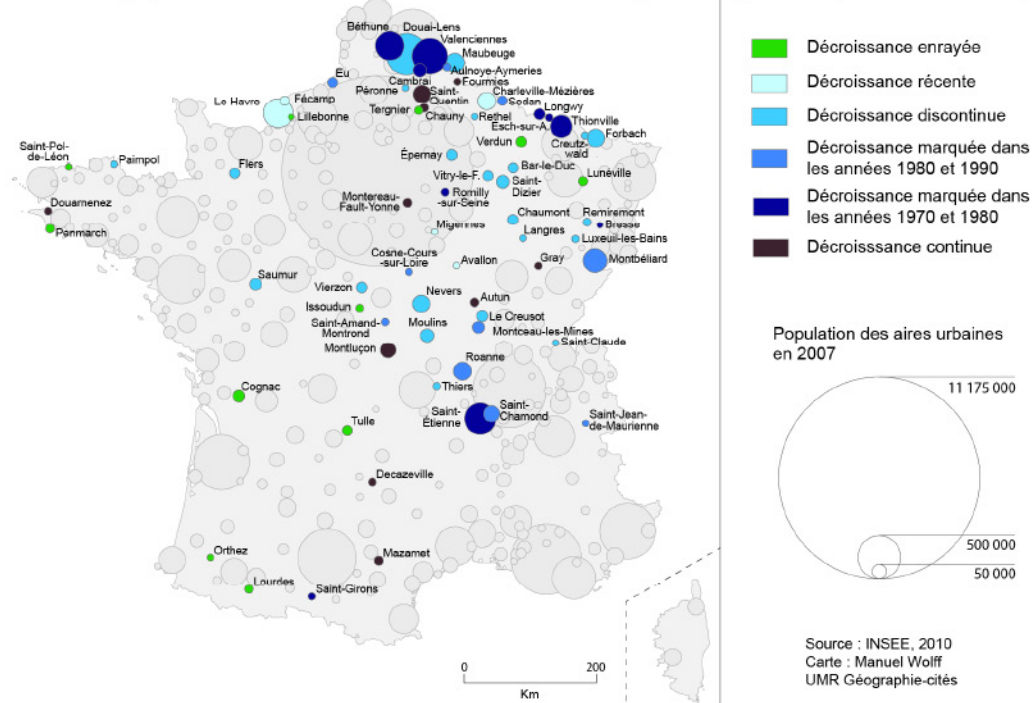 Béthune
Douai-Lens
Valenciennes
Maubeuge
Aulnoye-Aymeries
Fourmies
Cambrai
Eu
Péronne
Saint-
Quentin
Charleville-Mézières
Sedan
Longwy
Le Havre
Fécamp
Lillebonne
Tergnier
Chauny
Rethel
Esch-sur-A.
Thionville
Forbach
Creutz-
wald
Verdun
Saint-Pol-
de-Léon
Paimpol
Flers
Épernay
Bar-le-Duc
Lunéville
Vitry-le-F.
Saint-
Dizier
Douarnenez
Penmarch
Montereau-
Fault-Yonne
Romilly
-sur-Seine
Migennes
Chaumont
Langres
Remiremont
Bresse
Luxeuil-les-Bains
Cosne-Cours
-sur-Loire
Avallon
Gray
Montbéliard
Saumur
Vierzon
Issoudun
Nevers
Autun
Saint-Amand-
Montrond
Moulins
Le Creusot
Montceau-les-Mines
Saint-Claude
Montluçon
Roanne
Cognac
Thiers
Tulle
Saint-
Étienne
Saint-
Chamond
Saint-Jean-
de-Maurienne
Decazeville
Orthez
Mazamet
Lourdes
Saint-Girons
0
200
Km
Décroissance enrayée
Décroissance récente
Décroissance discontinue
Décroissance marquée dans
les années 1980 et 1990
Décroissance marquée dans
les années 1970 et 1980
Décroisssance continue
Population des aires urbaines
en 2007
11 175 000
500 000
50 000
Source : INSEE, 2010
Carte : Manuel Wolff
UMR Géographie-cités